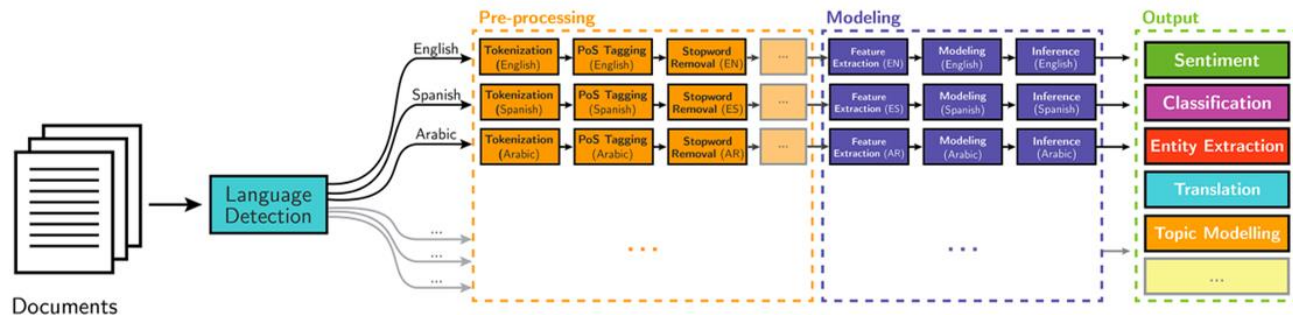 Pre-processing
Modeling
Output
English
Tokenization
(English)
PoS Tagging
(English)
Stopword
Removal (EN)
...
Feature
Extraction (EN)
Modeling
(English)
Inference
(English)
Sentiment
Spanish
Tokenization
(Spanish)
PoS Tagging
(Spanish)
Stopword
Removal (ES)
...
Feature
Extraction (ES)
Modeling
(Spanish)
Inference
(Spanish)
Classification
Arabic
Tokenization
(Arabic)
PoS Tagging
(Arabic)
Stopword
Removal (AR)
...
Feature
Extraction (AR)
Modeling
(Arabic)
Inference
(Arabic)
Entity Extraction
Language
Detection
Translation
...
...
...
...
...
Topic Modelling
...
Documents